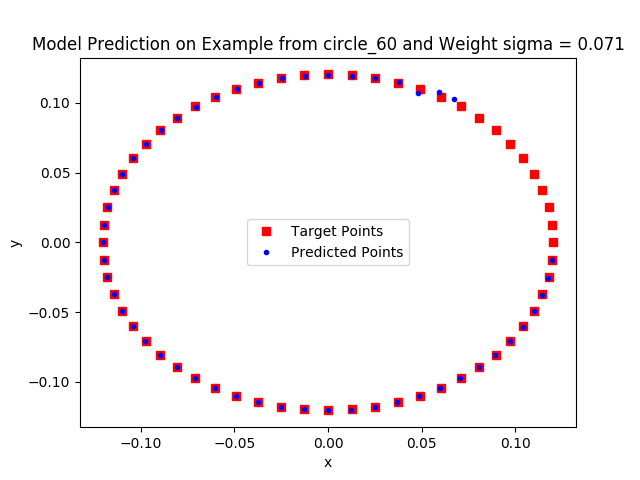 Model Prediction on Example from circle_60 and Weight sigma = 0.071
0.10
0.05
0.00
−0.05
−0.10
y
Target Points
Predicted Points
−0.10
−0.05
0.00
0.05
0.10
x